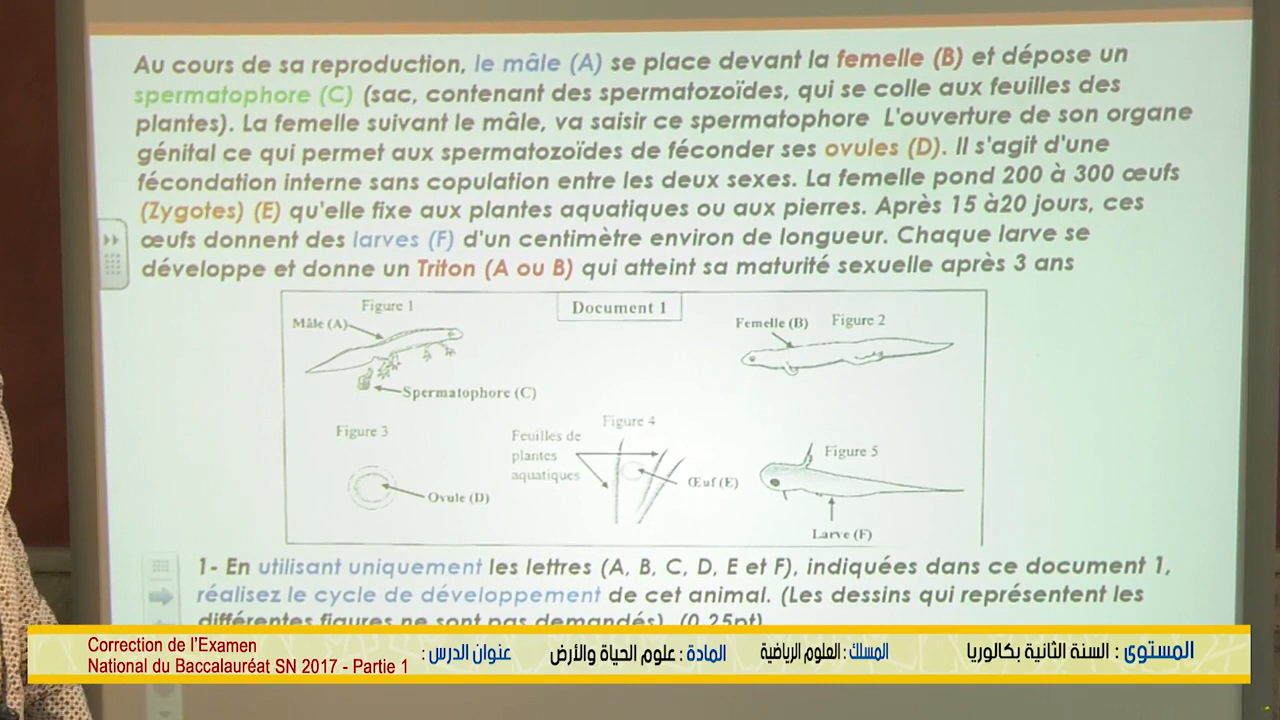 Au cours de sa reproduction, le mâle (A) se place devant la femelle (B) et dépose un
spermatophore (C) (sac, contenant des spermatozoïdes, qui se colle aux feuilles des
plantes). La femelle suivant le mâle, va saisir ce spermatophore L'ouverture de son organe
génital ce qui permet aux spermatozoïdes de féconder ses ovules (D). Il s'agit d'une
fécondation interne sans copulation entre les deux sexes. La femelle pond 200 à 300 œufs
(Zygotes) (E) qu'elle fixe aux plantes aquatiques ou aux pierres. Après 15 à20 jours, ces
œufs donnent des larves (F) d'un centimètre environ de longueur. Chaque larve se
développe et donne un Triton (A ou B) qui atteint sa maturité sexuelle après 3 ans
Document 1
Figure 1
Mâle (A)
Spermatophore (C)
Femelle (B)
Figure 2
Figure 3
Ovule (D)
Figure 4
Feuilles de
plantes
aquatiques
Œuf (E)
Figure 5
Larve (F)
1- En utilisant uniquement les lettres (A, B, C, D, E et F), indiquées dans ce document 1,
réalisez le cycle de développement de cet animal. (Les dessins qui représentent les
différentes figures ne sont pas demandés). (0,25pt)
المستوى : السنة الثانية بكالوريا
المسلك : العلوم الرياضية
المادة : علوم الحياة والأرض
عنوان الدرس :
Correction de l'Examen
National du Baccalauréat SN 2017 - Partie 1